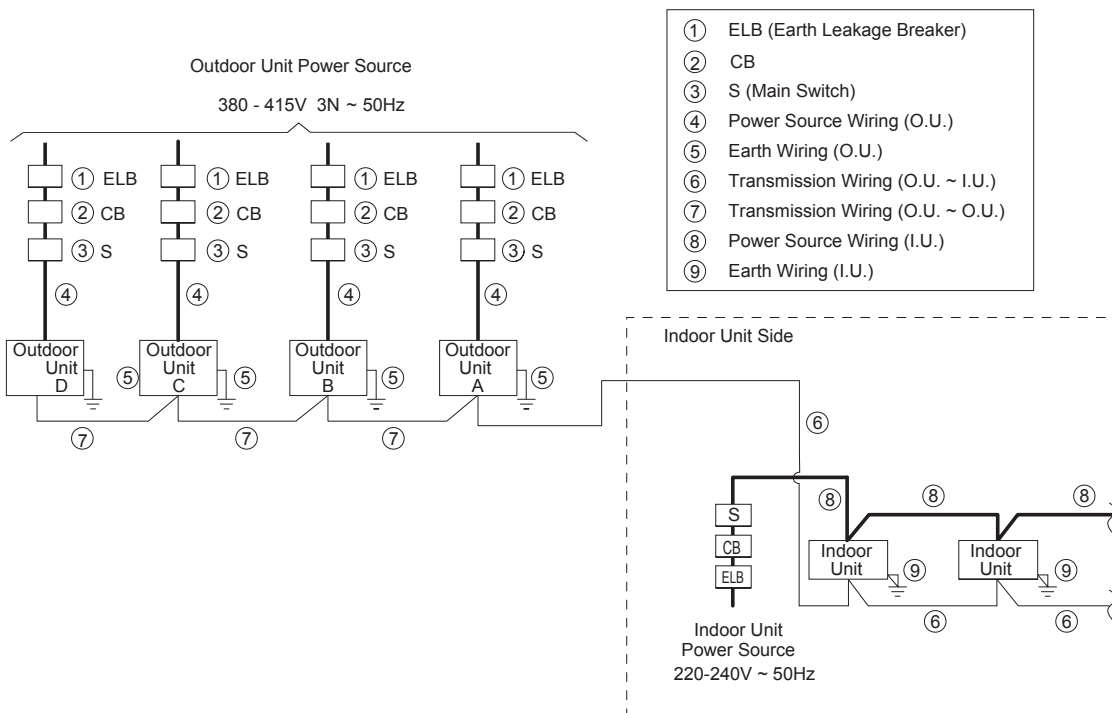 Outdoor Unit Power Source
380 - 415V 3N ~ 50Hz
① ELB (Earth Leakage Breaker)
② CB
③ S (Main Switch)
④ Power Source Wiring (O.U.)
⑤ Earth Wiring (O.U.)
⑥ Transmission Wiring (O.U. ~ I.U.)
⑦ Transmission Wiring (O.U. ~ O.U.)
⑧ Power Source Wiring (I.U.)
⑨ Earth Wiring (I.U.)
① ELB ① ELB ① ELB ① ELB
② CB ② CB ② CB ② CB
③ S ③ S ③ S ③ S
④ ④ ④ ④
Outdoor
Unit
D
⑤
Outdoor
Unit
C
⑤
Outdoor
Unit
B
⑤
Outdoor
Unit
A
⑤
⑦ ⑦ ⑦
Indoor Unit Side
⑥
⑧ ⑧ ⑧
S
CB
ELB
Indoor
Unit
⑨
Indoor
Unit
⑨
⑥ ⑥
Indoor Unit
Power Source
220-240V ~ 50Hz